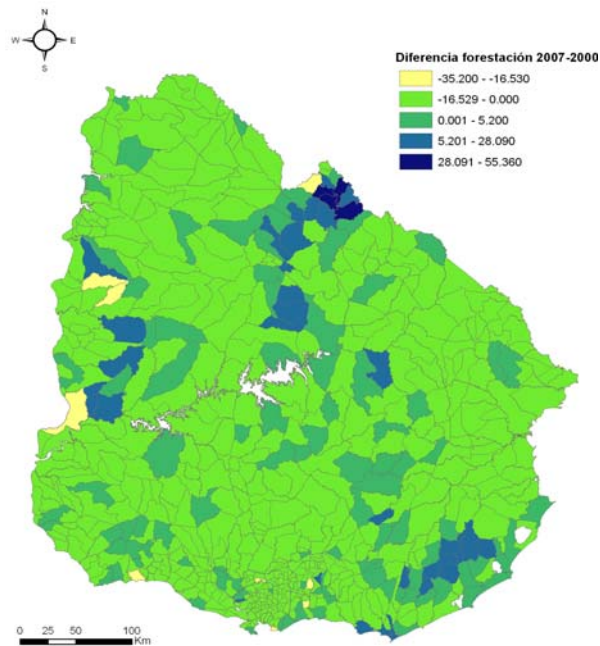 N
W E
S
Diferencia forestación 2007-2000
-35.200 - -16.530
-16.529 - 0.000
0.001 - 5.200
5.201 - 28.090
28.091 - 55.360
0 25 50 100
Km